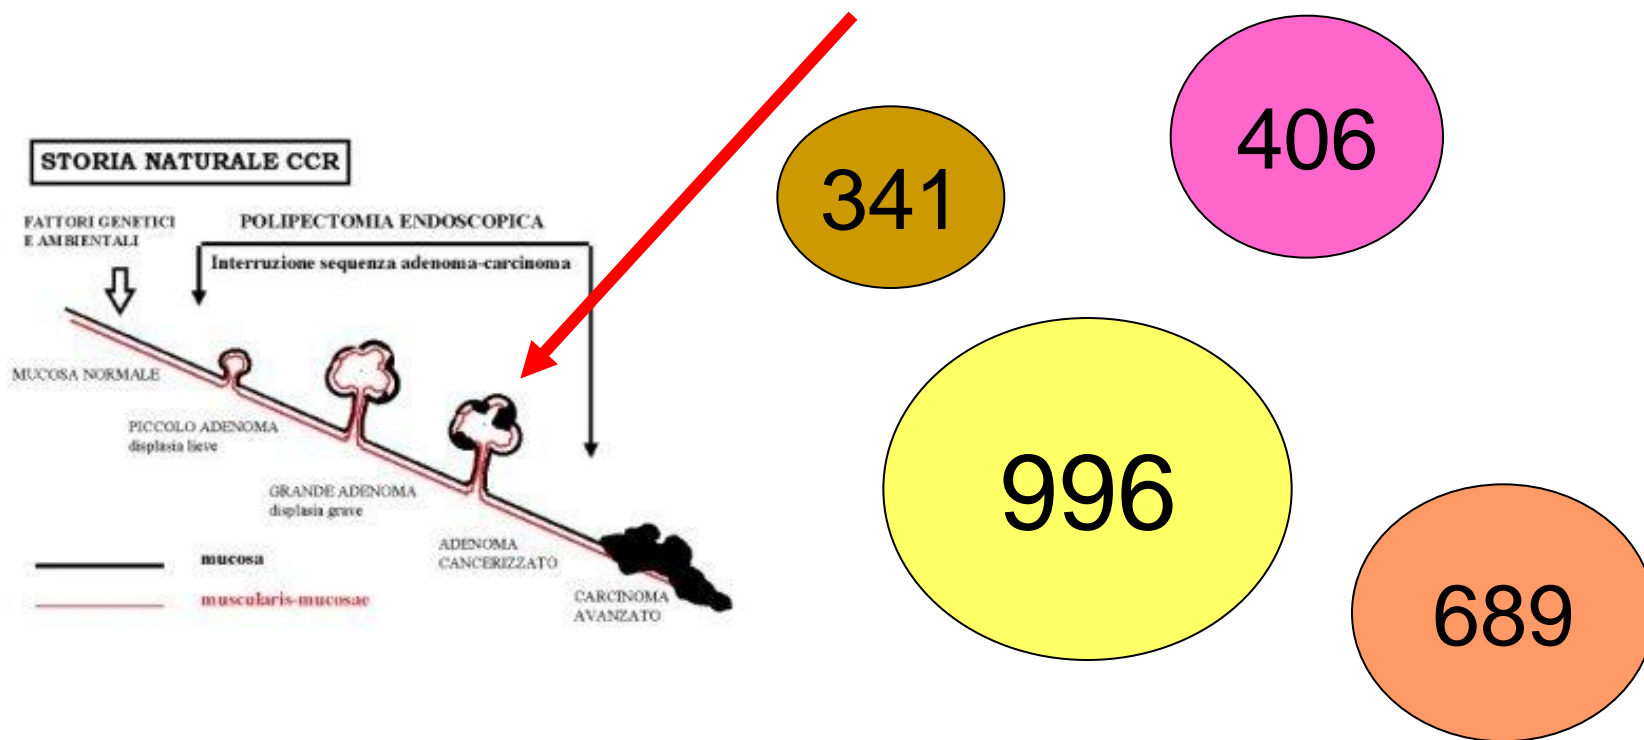 STORIA NATURALE CCR
FATTORI GENETICI
E AMBIENTALI
POLIPECTOMIA ENDOSCOPICA
Interruzione sequenza adenoma-carcinoma
MUCOSA NORMALE
PICCOLO ADENOMA
displasia lieve
GRANDE ADENOMA
displasia grave
ADENOMA
CANCERIZZATO
CARCINOMA
AVANZATO
mucosa
muscularis-mucosae
341
406
996
689